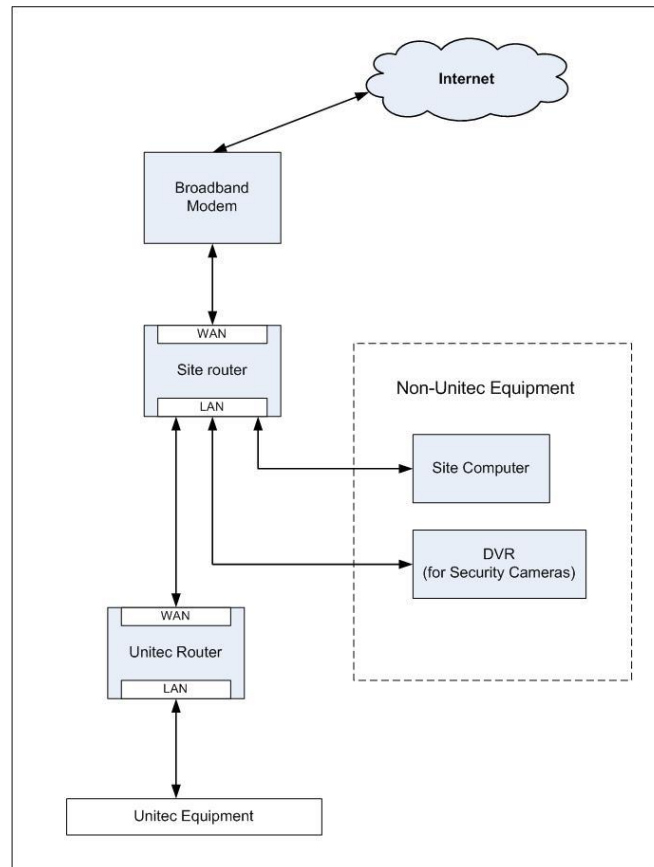 Internet
Broadband
Modem
WAN
Site router
LAN
Non-Unitec Equipment
Site Computer
DVR
(for Security Cameras)
WAN
Unitec Router
LAN
Unitec Equipment